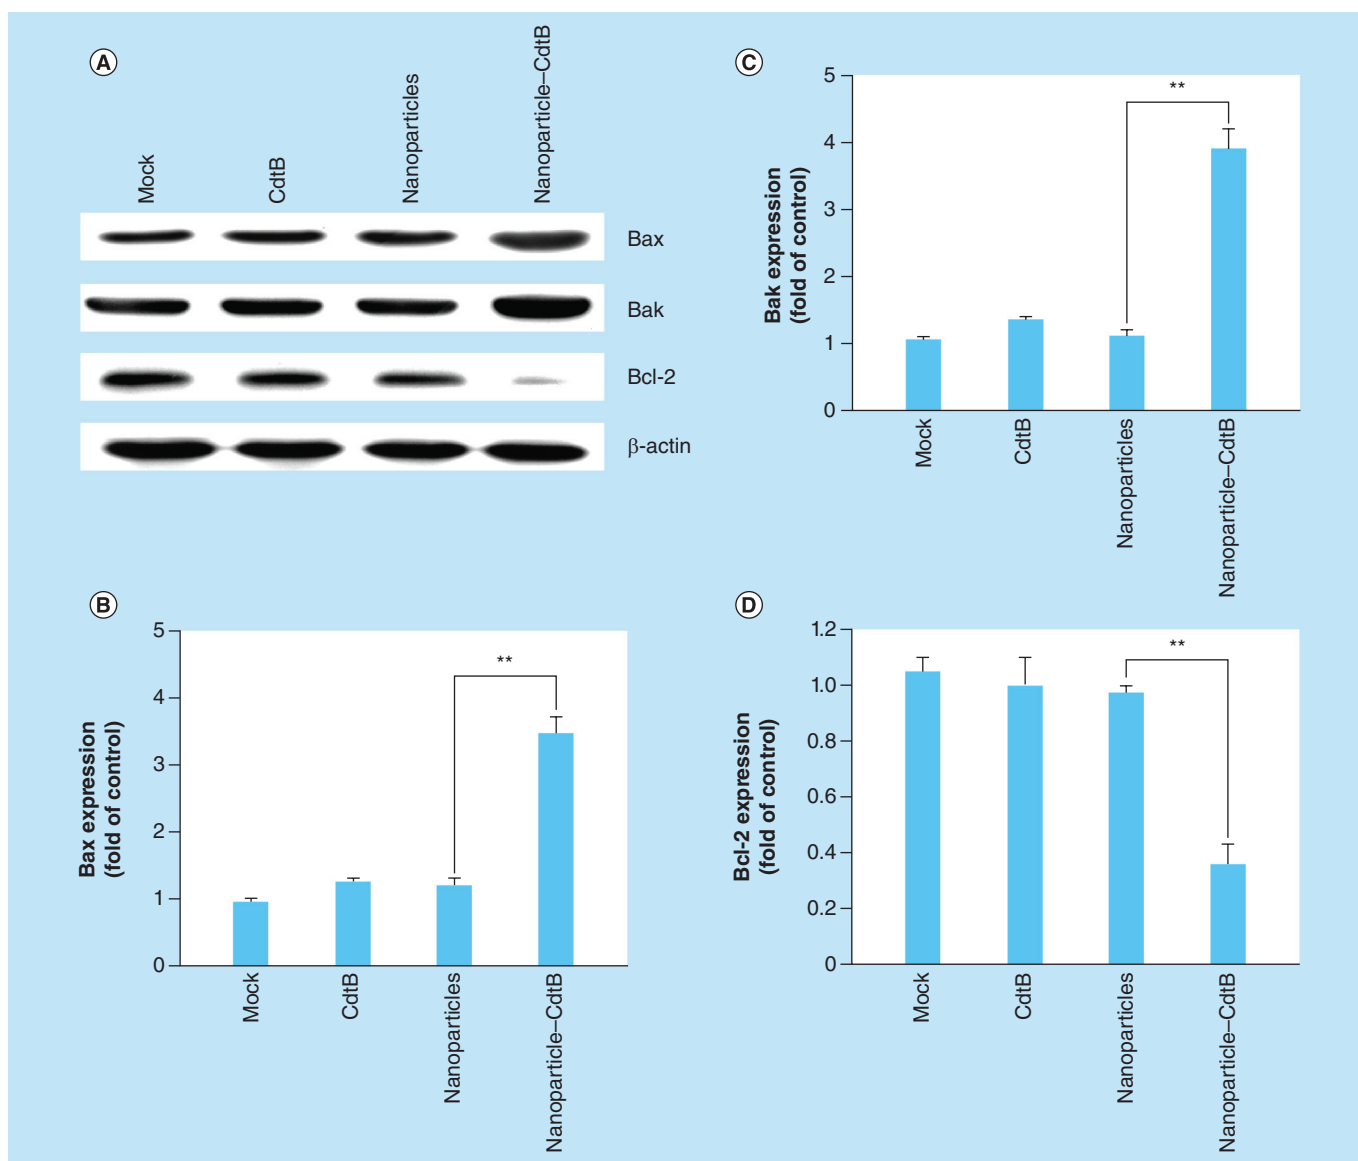 A
Mock
CdtB
Nanoparticles
Nanoparticle–CdtB
Bax
Bak
Bcl-2
β-actin
B
5
4
3
2
1
0
Bax expression
(fold of control)
**
Mock
CdtB
Nanoparticles
Nanoparticle–CdtB
C
5
4
3
2
1
0
Bak expression
(fold of control)
**
Mock
CdtB
Nanoparticles
Nanoparticle–CdtB
D
1.2
1.0
0.8
0.6
0.4
0.2
0
Bcl-2 expression
(fold of control)
**
Mock
CdtB
Nanoparticles
Nanoparticle–CdtB